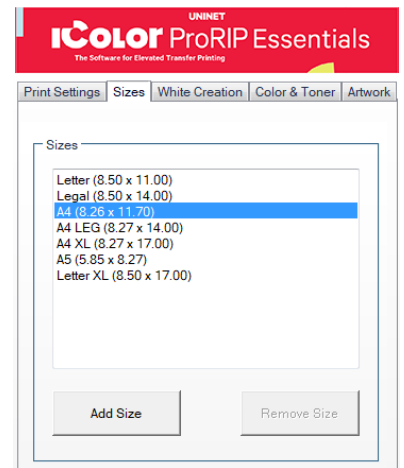 UNINET
IColor ProRIP Essentials
The Software for Elevated Transfer Printing
Print Settings Sizes White Creation Color & Toner Artwork
Sizes
Letter (8.50 x 11.00)
Legal (8.50 x 14.00)
A4 (8.26 x 11.70)
A4 LEG (8.27 x 14.00)
A4 XL (8.27 x 17.00)
A5 (5.85 x 8.27)
Letter XL (8.50 x 17.00)
Add Size Remove Size